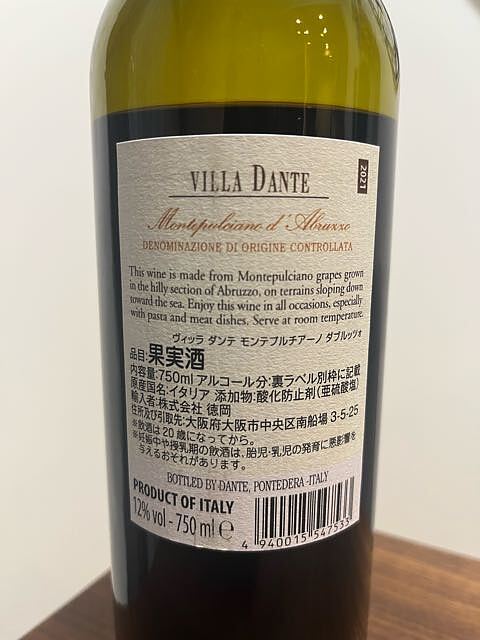 VILLA DANTE
2021
Montepulciano d'Abruzzo
DENOMINAZIONE DI ORIGINE CONTROLLATA
This wine is made from Montepulciano grapes grown
in the hilly section of Abruzzo, on terrains sloping down
toward the sea. Enjoy this wine in all occasions, especially
with pasta and meat dishes. Serve at room temperature.
ヴィッラ ダンテ モンテプルチアーノ ダブルッツォ
品目:果実酒
内容量:750ml アルコール分:裏ラベル別枠に記載
原産国名:イタリア 添加物:酸化防止剤(亜硫酸塩)
輸入者:株式会社 徳岡
住所及び引取先:大阪府大阪市中央区南船場 3-5-25
※飲酒は20歳になってから。
※妊娠中や授乳期の飲酒は、胎児・乳児の発育に悪影響を
与えるおそれがあります。
BOTTLED BY DANTE, PONTEDERA -ITALY
PRODUCT OF ITALY
12% vol - 750 ml ℮
4 940015 547533